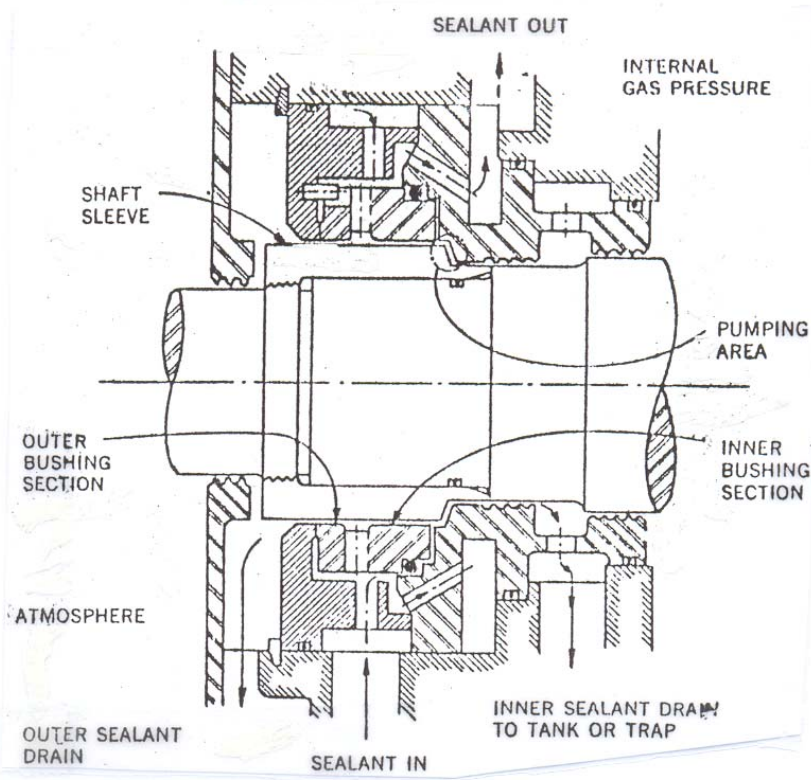 SEALANT OUT
INTERNAL
GAS PRESSURE
SHAFT
SLEEVE
PUMPING
AREA
OUTER
BUSHING
SECTION
INNER
BUSHING
SECTION
ATMOSPHERE
INNER SEALANT DRAIN
TO TANK OR TRAP
OUTER SEALANT
DRAIN
SEALANT IN